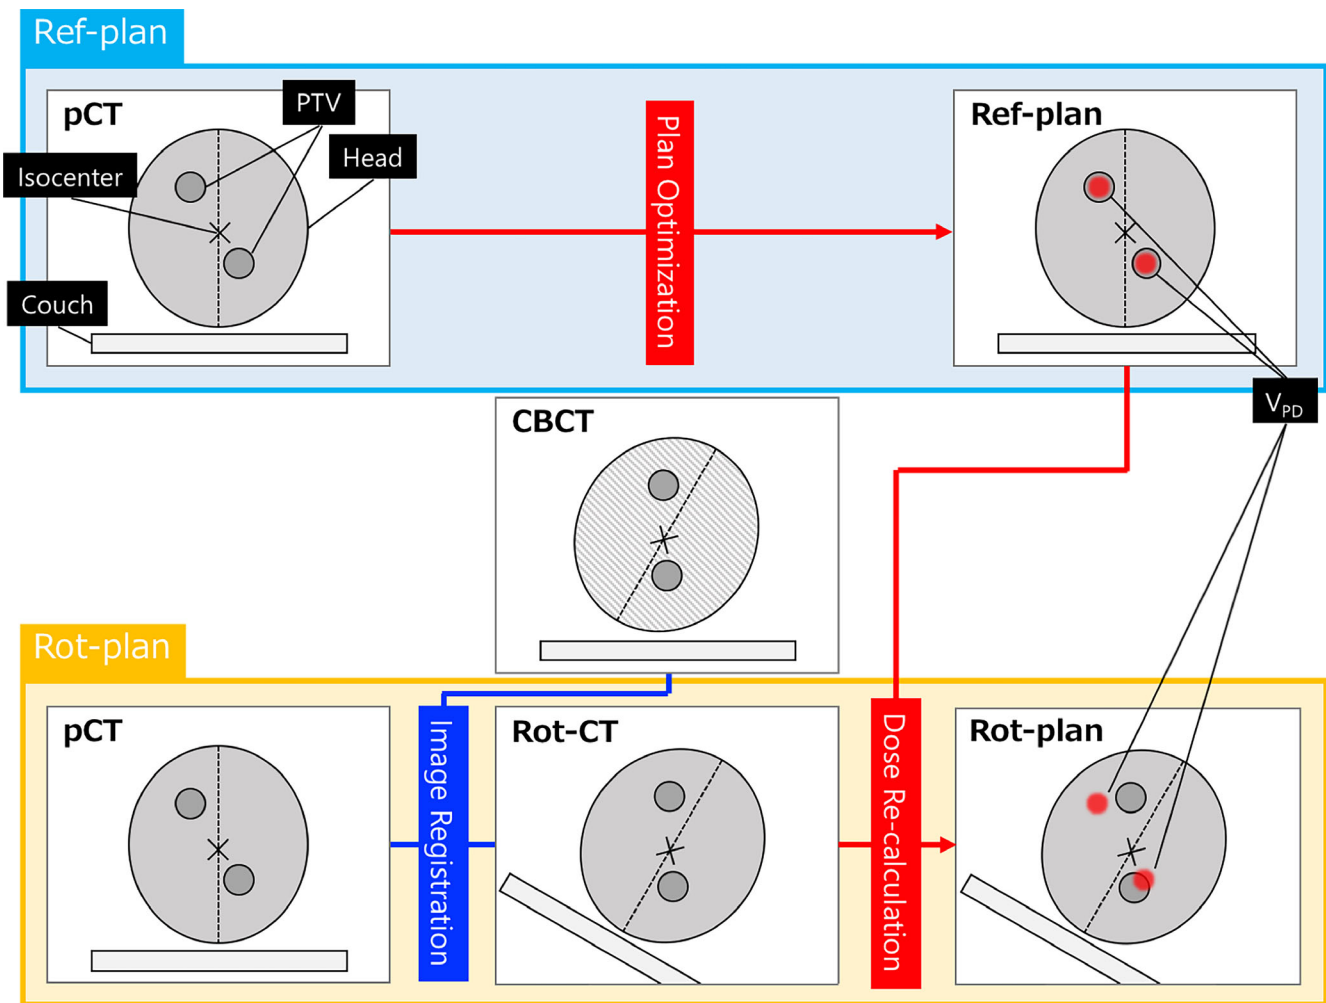 Ref-plan
pCT
PTV
Isocenter
Head
Couch
Plan Optimization
Ref-plan
V_PD
CBCT
Rot-plan
pCT
Image Registration
Rot-CT
Dose Re-calculation
Rot-plan